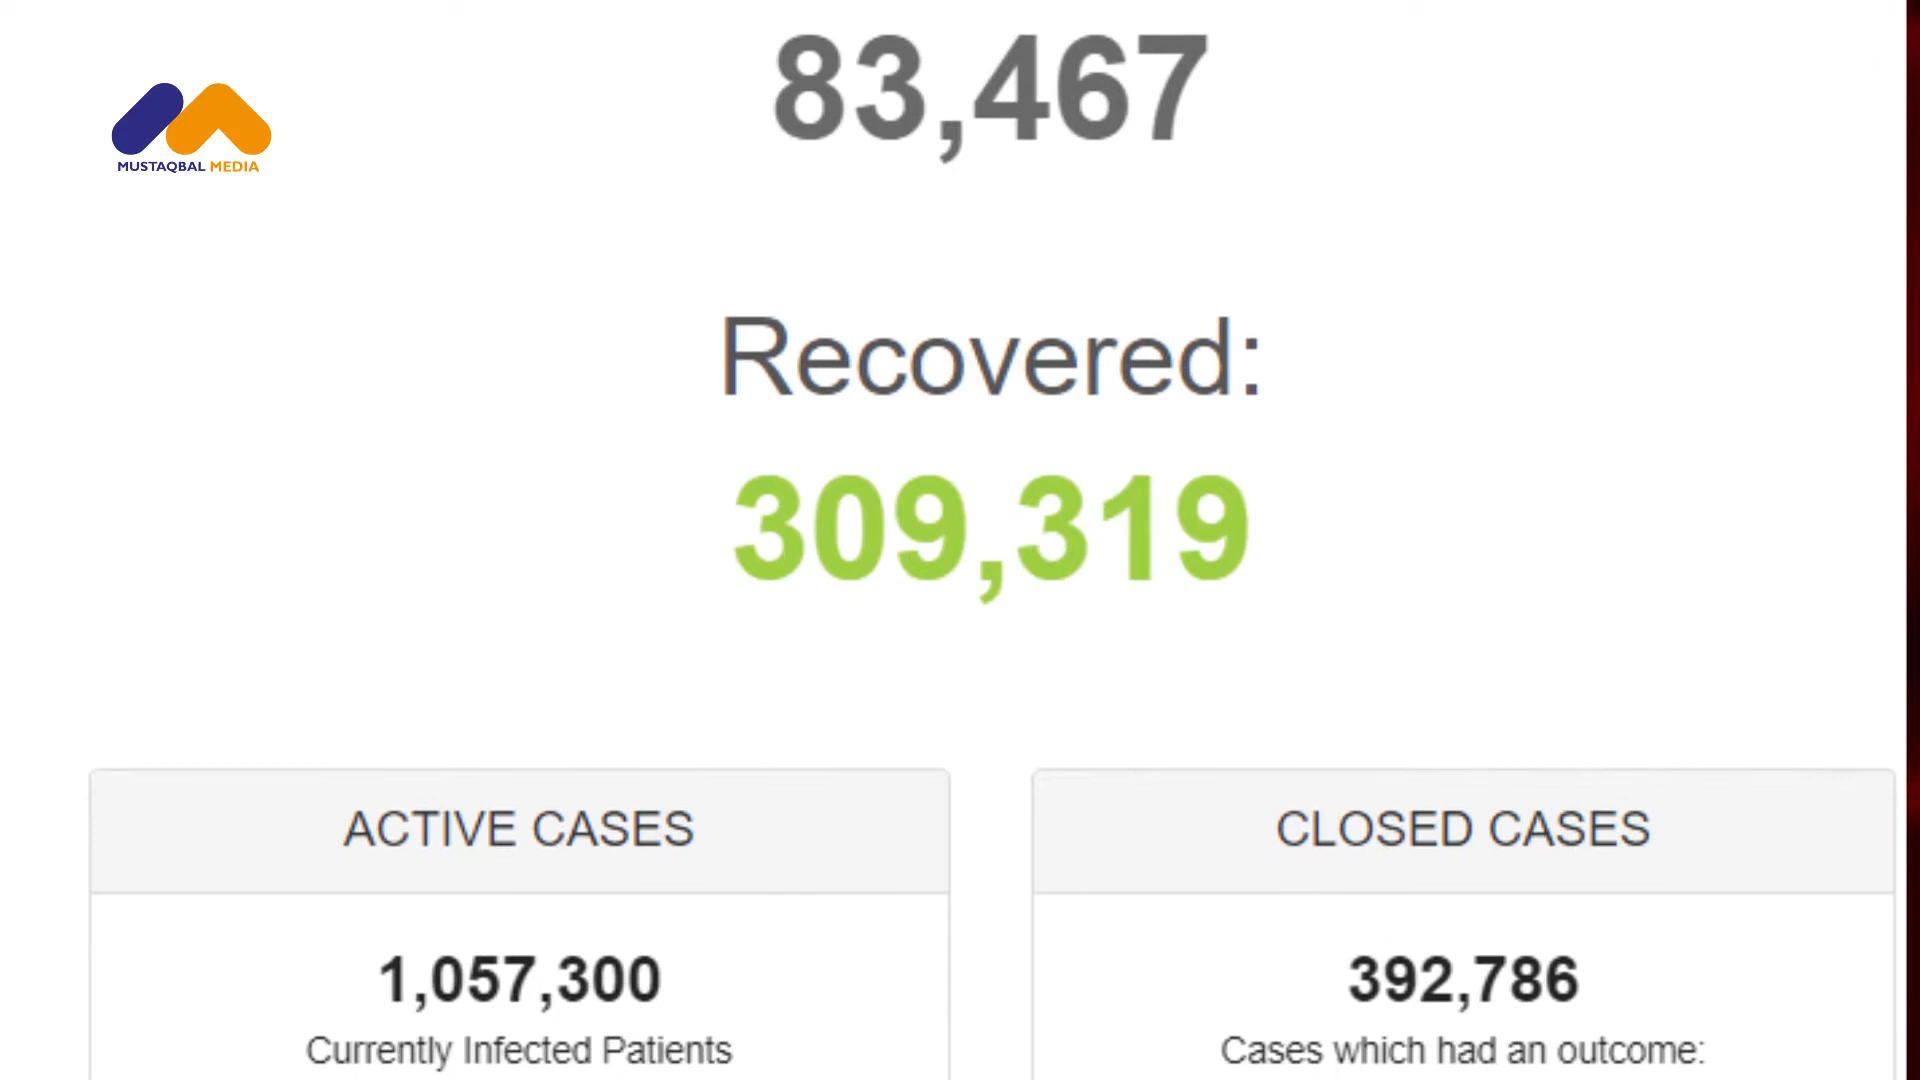 83,467
MUSTAQBAL MEDIA
Recovered:
309,319
ACTIVE CASES
1,057,300
Currently Infected Patients
CLOSED CASES
392,786
Cases which had an outcome: